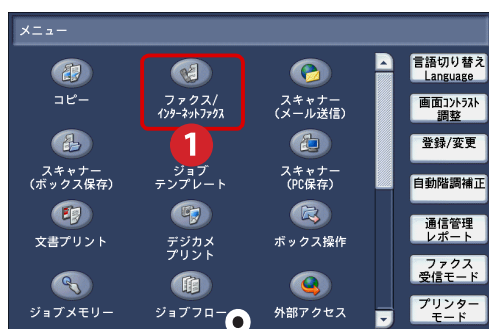 メニュー
コピー
ファクス/
インターネットファクス
スキャナー
(メール送信)
1
スキャナー
(ボックス保存)
ジョブ
テンプレート
スキャナー
(PC保存)
文書プリント
デジカメ
プリント
ボックス操作
ジョブメモリー
ジョブフロー
外部アクセス
言語切り替え
Language
画面コントラスト
調整
登録/変更
自動階調補正
通信管理
レポート
ファクス
受信モード
プリンター
モード